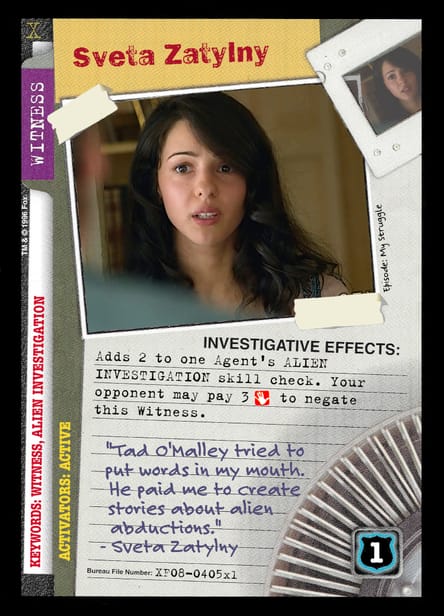 X
Sveta Zatylny
WITNESS
TM & © 1996 Fox
Episode: My Struggle
INVESTIGATIVE EFFECTS:
Adds 2 to one Agent's ALIEN
INVESTIGATION skill check. Your
opponent may pay 3 to negate
this Witness.
KEYWORDS: WITNESS, ALIEN INVESTIGATION
ACTIVATORS: ACTIVE
"Tad O'Malley tried to
put words in my mouth.
He paid me to create
stories about alien
abductions."
- Sveta Zatylny
Bureau File Number: XF08-0405x1
1